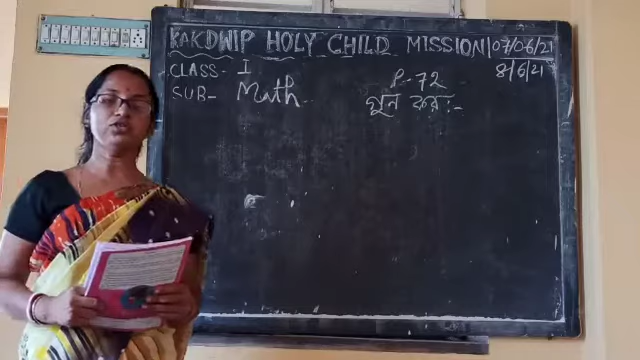 KAKDWIP HOLY CHILD MISSION 07/06/21
8/6/21
CLASS - I
SUB - Math
P-72
গুন কর :-